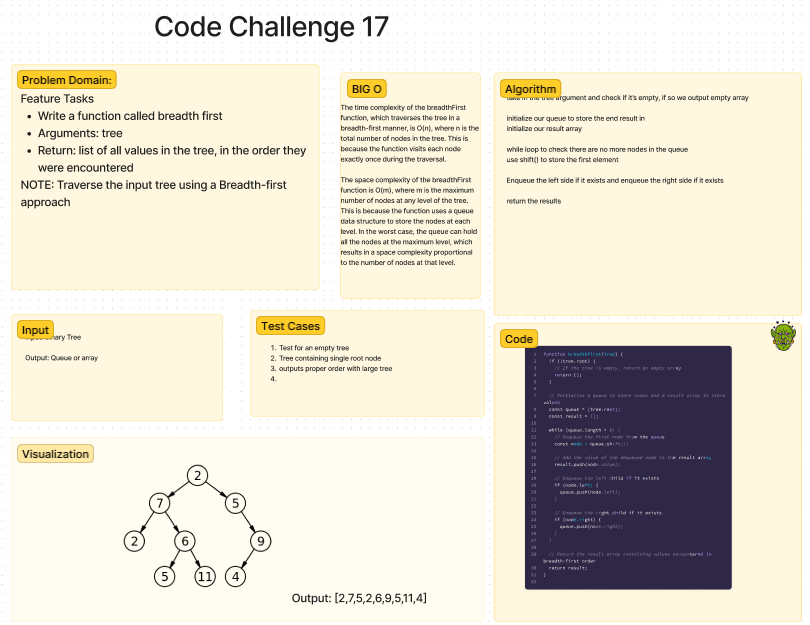 Code Challenge 17
Problem Domain:
Feature Tasks
• Write a function called breadth first
• Arguments: tree
• Return: list of all values in the tree, in the order they
were encountered
NOTE: Traverse the input tree using a Breadth-first
approach
BIG O
The time complexity of the breadthFirst
function, which traverses the tree in a
breadth-first manner, is O(n), where n is the
total number of nodes in the tree. This is
because the function visits each node
exactly once during the traversal.
The space complexity of the breadthFirst
function is O(m), where m is the maximum
number of nodes at any level of the tree.
This is because the function uses a queue
data structure to store the nodes at each
level. In the worst case, the queue can hold
all the nodes at the maximum level, which
results in a space complexity proportional
to the number of nodes at that level.
Algorithm
take in the tree argument and check if it's empty, if so we output empty array
initialize our queue to store the end result in
initialize our result array
while loop to check there are no more nodes in the queue
use shift() to store the first element
Enqueue the left side if it exists and enqueue the right side if it exists
return the results
Input
Tree
Output: Queue or array
Test Cases
1. Test for an empty tree
2. Tree containing single root node
3. outputs proper order with large tree
4.
Code
1 function breadthFirst(tree) {
2 if (!tree.root) {
3 // If the tree is empty, return an empty array
4 return [];
5 }
6
7 // Initialize a queue to store nodes and a result array to store
values
8 const queue = [tree.root];
9 const result = [];
10
11 while (queue.length > 0) {
12 // Dequeue the first node from the queue
13 const node = queue.shift();
14
15 // Add the value of the dequeued node to the result array
16 result.push(node.value);
17
18 // Enqueue the left child if it exists
19 if (node.left) {
20 queue.push(node.left);
21 }
22
23 // Enqueue the right child if it exists
24 if (node.right) {
25 queue.push(node.right);
26 }
27 }
28
29 // Return the result array containing values encountered in
breadth-first order
30 return result;
31 }
32
Visualization
2
7 5
2 6 9
5 11 4
Output: [2,7,5,2,6,9,5,11,4]